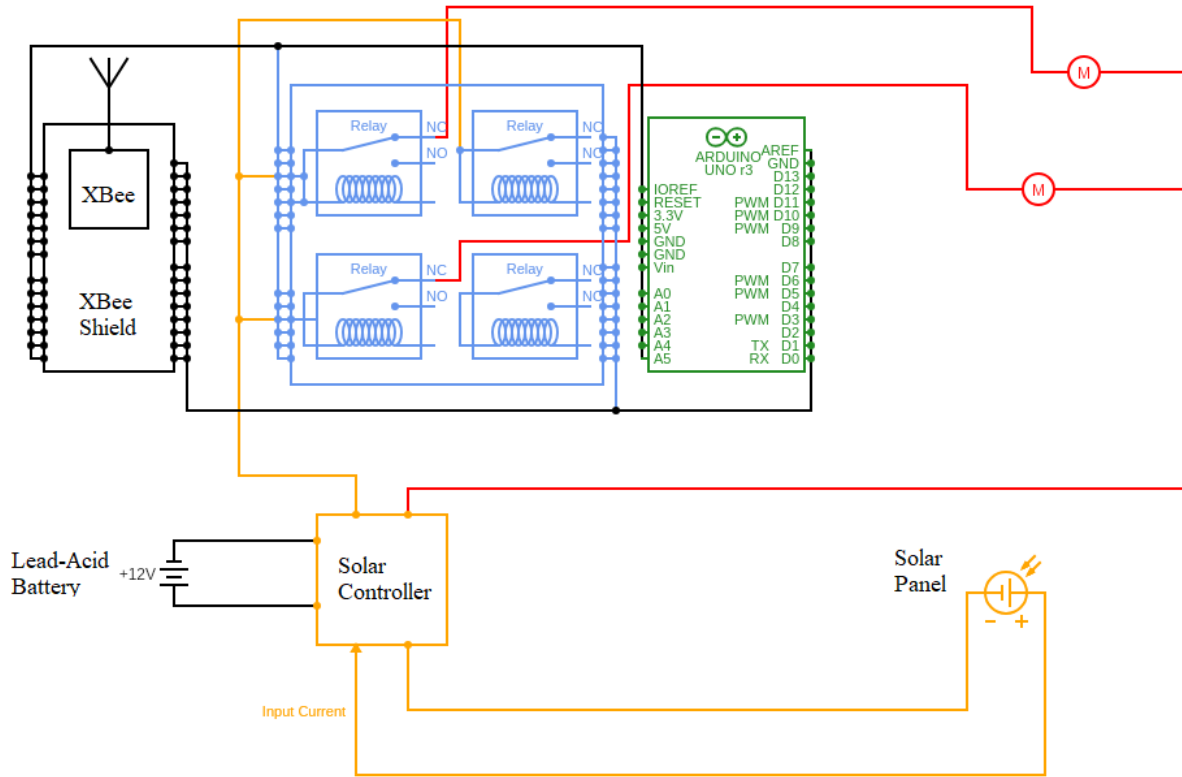 M
Relay
NC
NO
Relay
NC
NC
M
XBee
XBee
Shield
Relay
NC
NO
Relay
NC
NC
ARDUINO
UNO r3
AREF
GND
D13
D12
IOREF
RESET
3.3V
5V
GND
GND
Vin
A0
A1
A2
A3
A4
A5
PWM D11
PWM D10
PWM D9
D8
D7
PWM D6
PWM D5
D4
PWM D3
D2
TX D1
RX D0
Lead-Acid
Battery
+12V
Solar
Controller
Solar
Panel
− +
Input Current